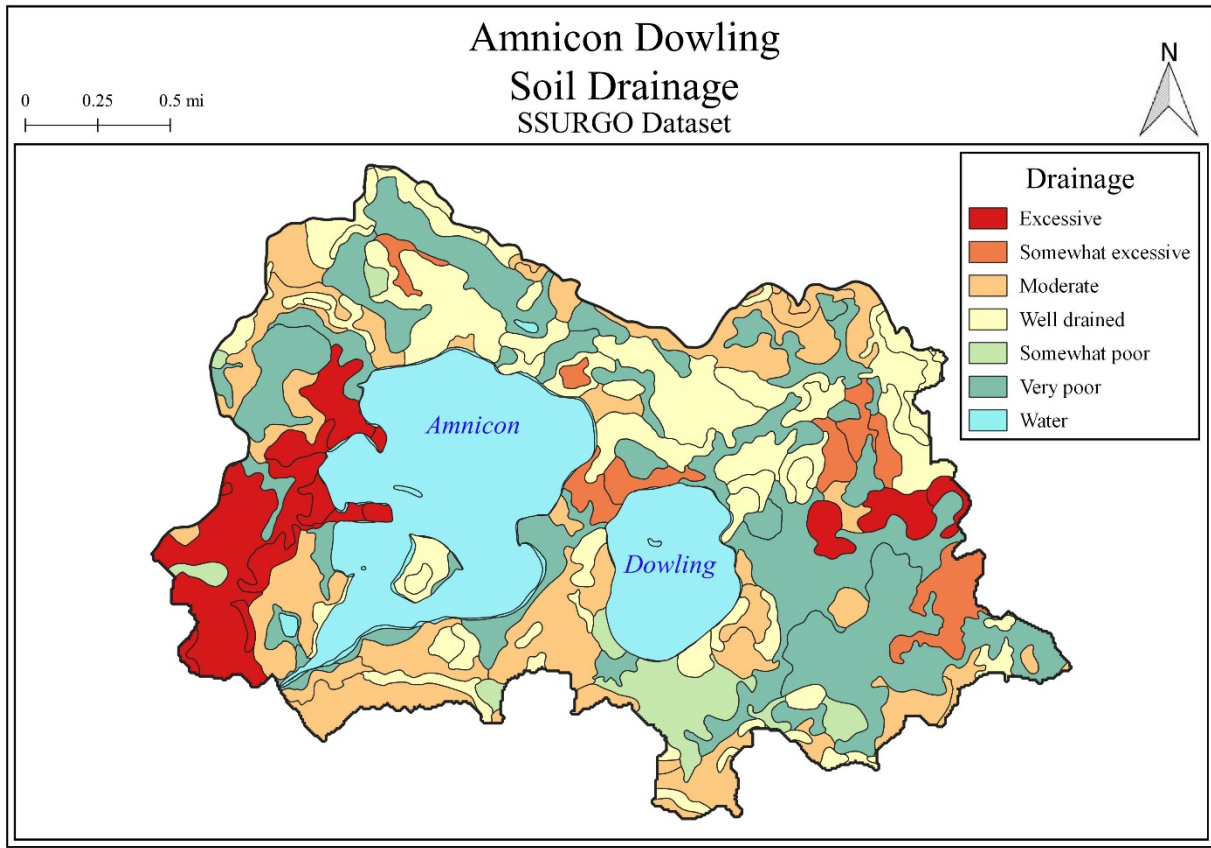 Amnicon Dowling
Soil Drainage
SSURGO Dataset
0 0.25 0.5 mi
N
Drainage
Excessive
Somewhat excessive
Moderate
Well drained
Somewhat poor
Very poor
Water
Amnicon
Dowling